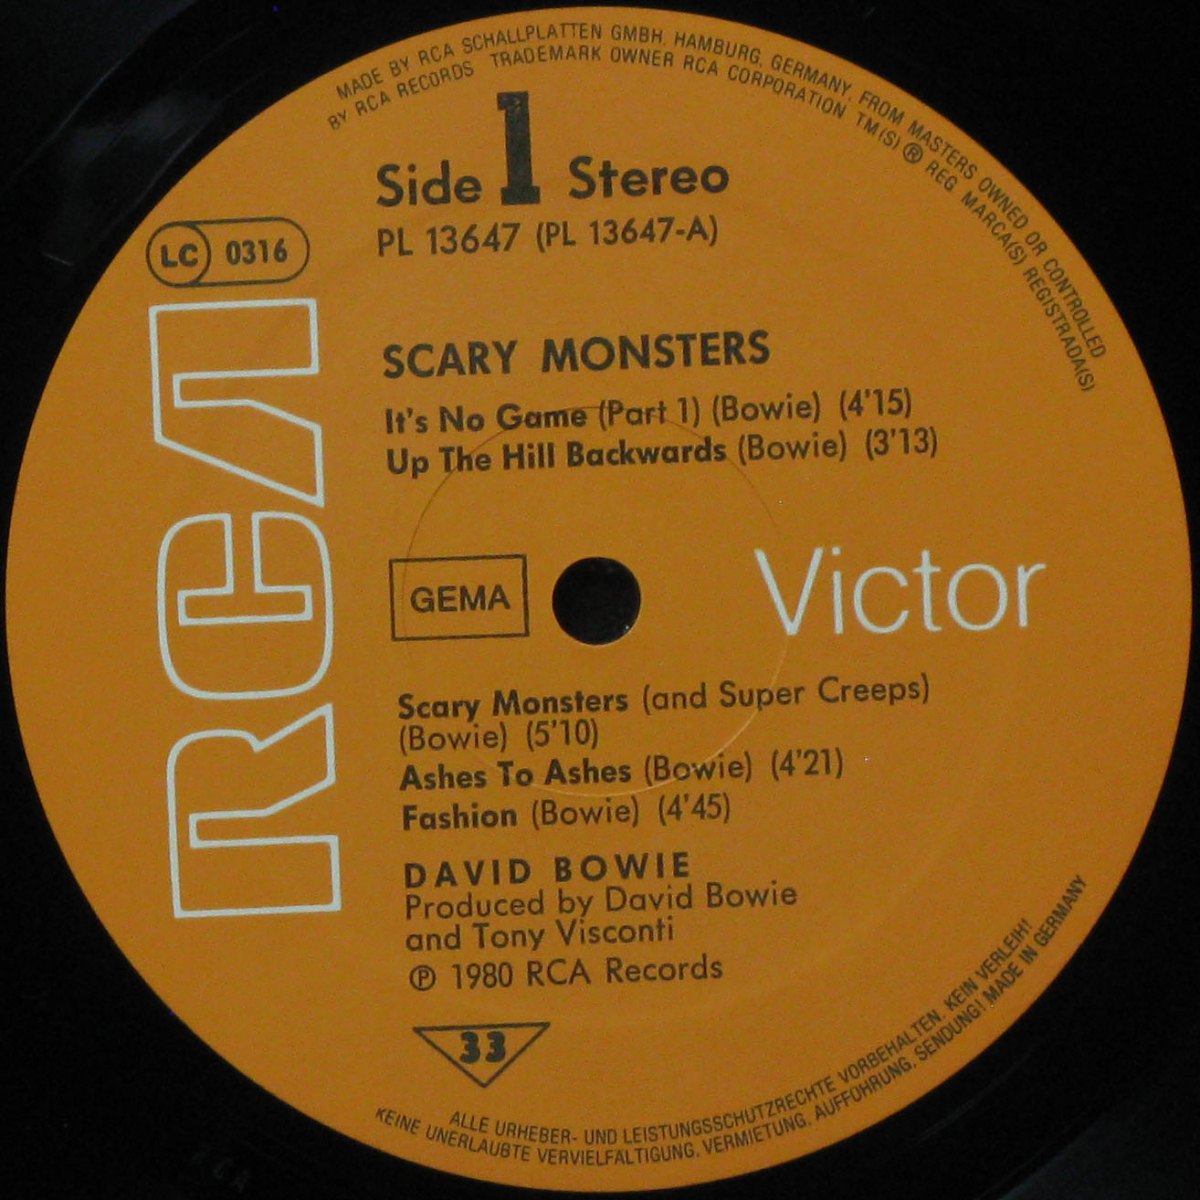 MADE BY RCA SCHALLPLATTEN GMBH, HAMBURG, GERMANY, FROM MASTERS OWNED OR CONTROLLED
BY RCA RECORDS TRADEMARK OWNER RCA CORPORATION TM(S) ® REG. MARCA(S) REGISTRADA(S)
Side 1 Stereo
PL 13647 (PL 13647-A)
LC 0316
RCA
SCARY MONSTERS
It's No Game (Part 1) (Bowie) (4'15)
Up The Hill Backwards (Bowie) (3'13)
GEMA
Victor
Scary Monsters (and Super Creeps)
(Bowie) (5'10)
Ashes To Ashes (Bowie) (4'21)
Fashion (Bowie) (4'45)
DAVID BOWIE
Produced by David Bowie
and Tony Visconti
℗ 1980 RCA Records
33
ALLE URHEBER- UND LEISTUNGSSCHUTZRECHTE VORBEHALTEN. KEIN VERLEIH!
KEINE UNERLAUBTE VERVIELFÄLTIGUNG, VERMIETUNG, AUFFÜHRUNG, SENDUNG! MADE IN GERMANY